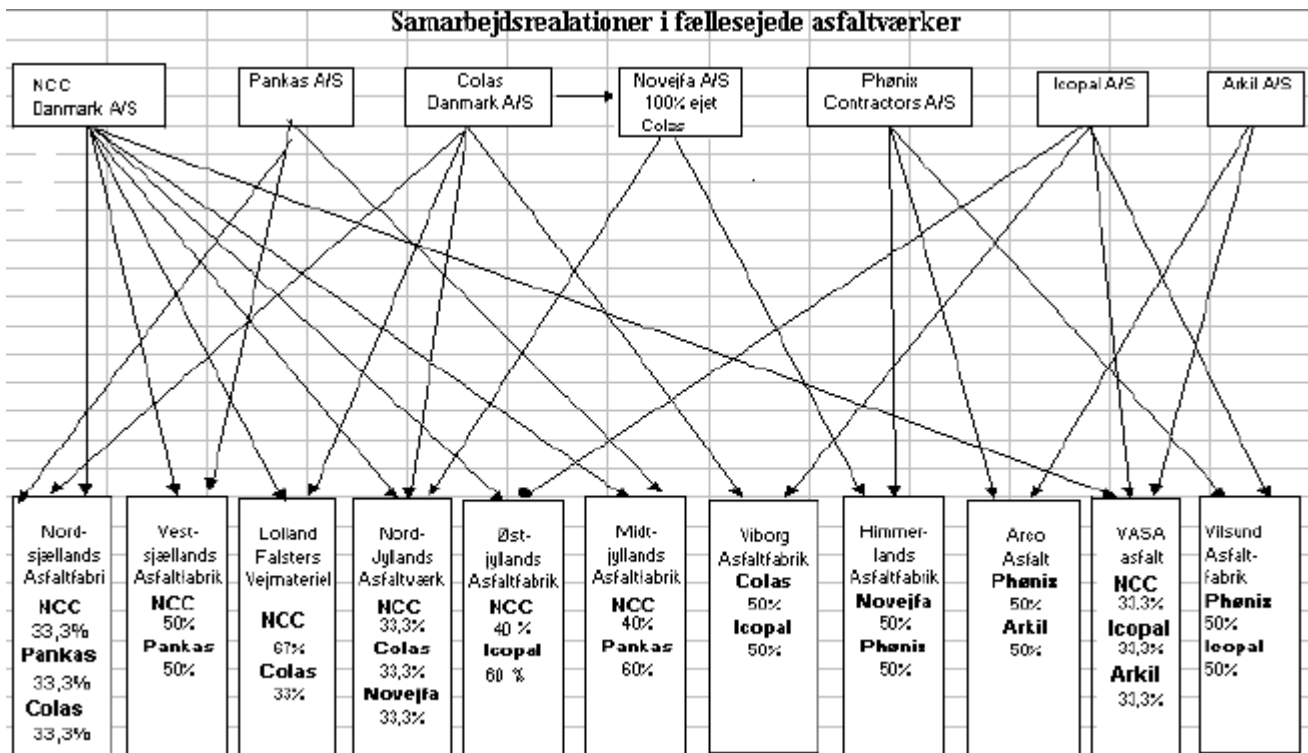 Samarbejdsrealationer i fællesejede asfaltværker
NCC
Danmark A/S
Pankas A/S
Colas
Danmark A/S
Novejfa A/S
100% ejet
Colas
Phønix
Contractors A/S
Icopal A/S
Arkil A/S
Nord-
sjællands
Asfaltfabri
NCC
33,3%
Pankas
33,3%
Colas
33,3%
Vest-
sjællands
Asfaltfabrik
NCC
50%
Pankas
50%
Lolland
Falsters
Vejmateriel
NCC
67%
Colas
33%
Nord-
Jylands
Asfaltværk
NCC
33,3%
Colas
33,3%
Novejfa
33,3%
Øst-
jyllands
Asfaltfabrik
NCC
40 %
Icopal
60 %
Midt-
jyllands
Asfaltfabrik
NCC
40%
Pankas
60%
Viborg
Asfaltfabrik
Colas
50%
Icopal
50%
Himmer-
lands
Asfaltfabrik
Novejfa
50%
Phønix
50%
Arco
Asfalt
Phønix
50%
Arkil
50%
VASA
asfalt
NCC
33,3%
Icopal
33,3%
Arkil
33,3%
Vilsund
Asfalt-
fabrik
Phønix
50%
Icopal
50%